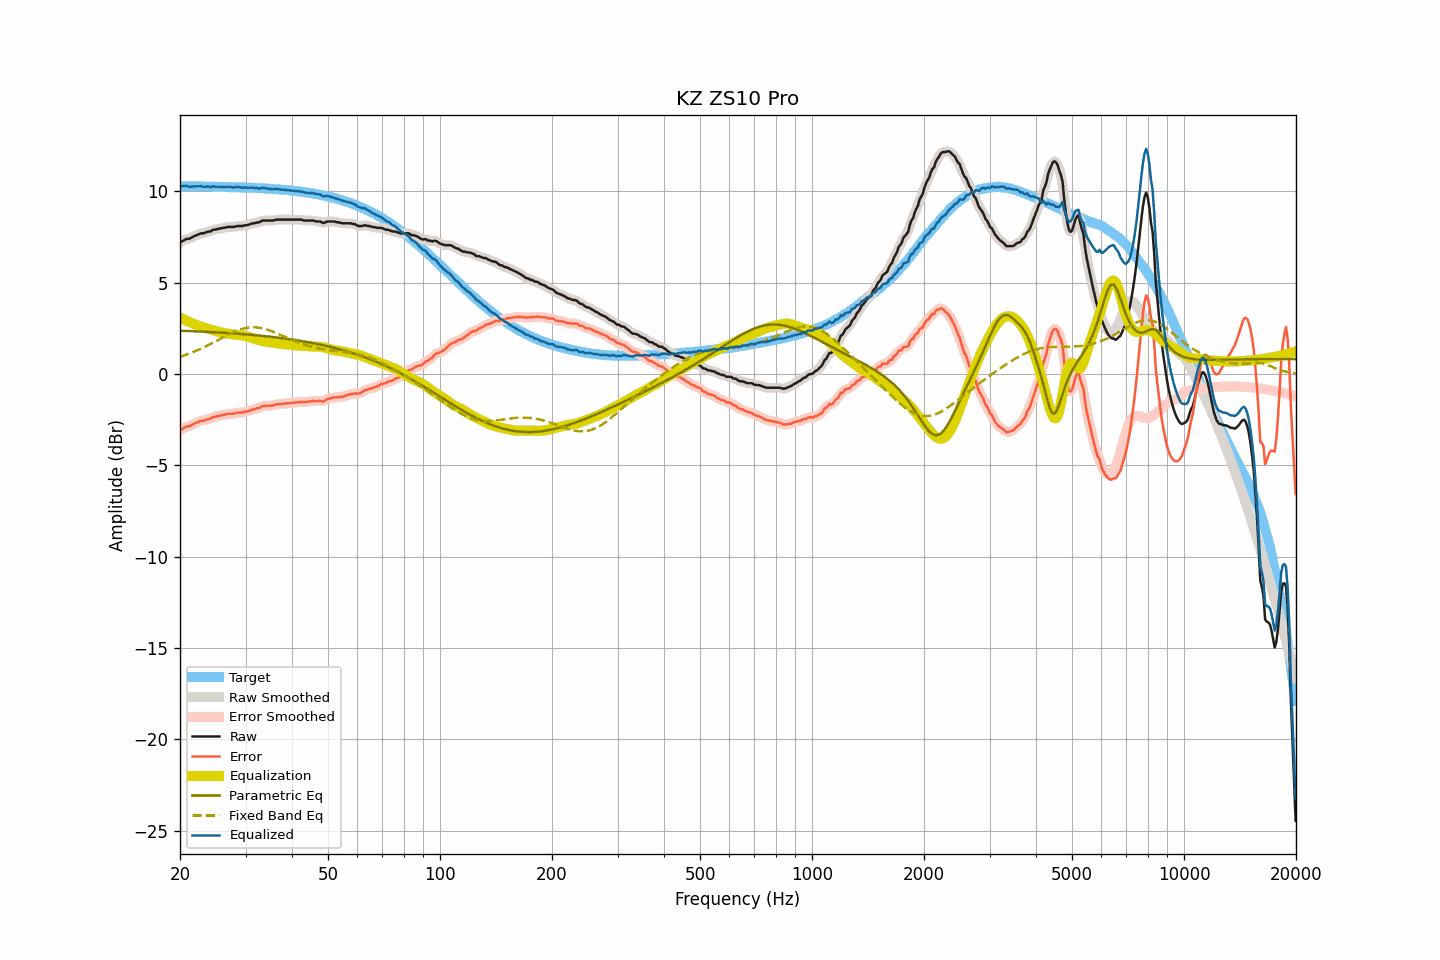 KZ ZS10 Pro
Amplitude (dBr)
10
5
0
−5
−10
−15
−20
−25
Target
Raw Smoothed
Error Smoothed
Raw
Error
Equalization
Parametric Eq
Fixed Band Eq
Equalized
20 50 100 200 500 1000 2000 5000 10000 20000
Frequency (Hz)